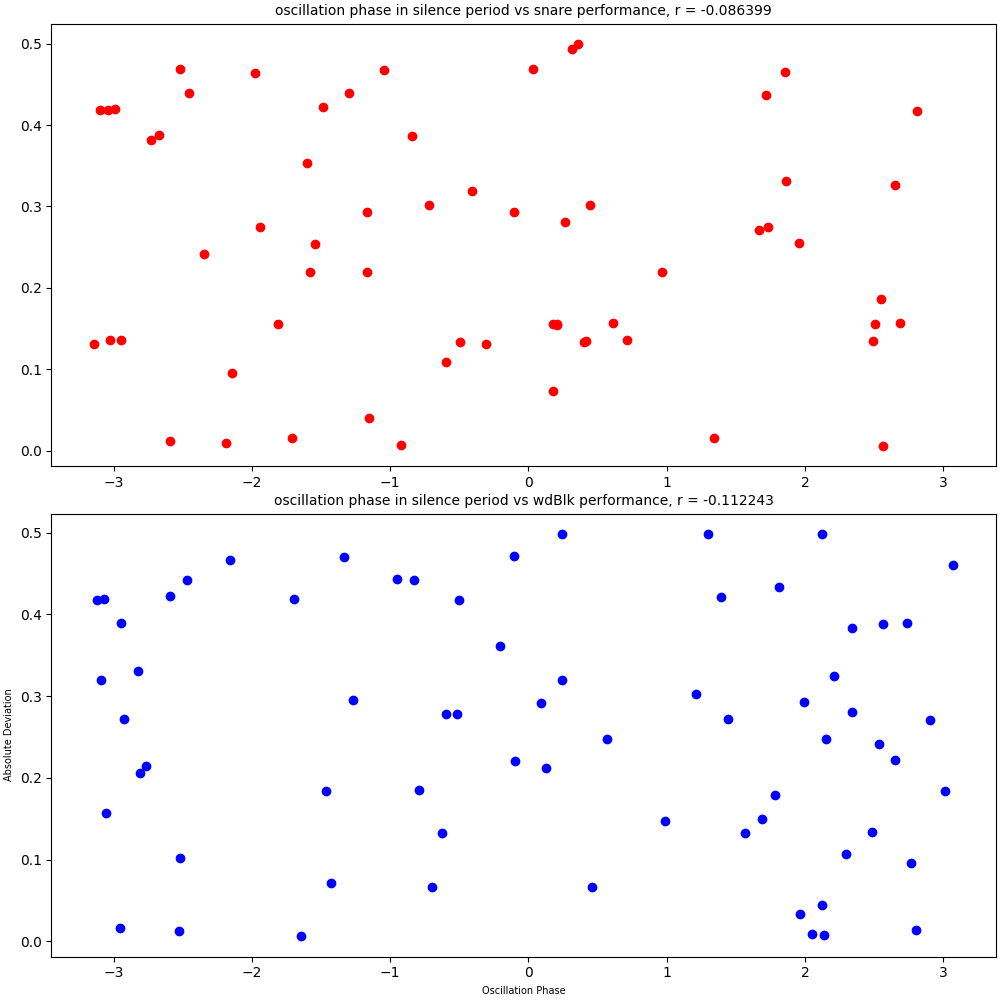 oscillation phase in silence period vs snare performance, r = -0.086399
0.5
0.4
0.3
0.2
0.1
0.0
−3 −2 −1 0 1 2 3
oscillation phase in silence period vs wdBlk performance, r = -0.112243
0.5
0.4
0.3
0.2
0.1
0.0
Absolute Deviation
−3 −2 −1 0 1 2 3
Oscillation Phase